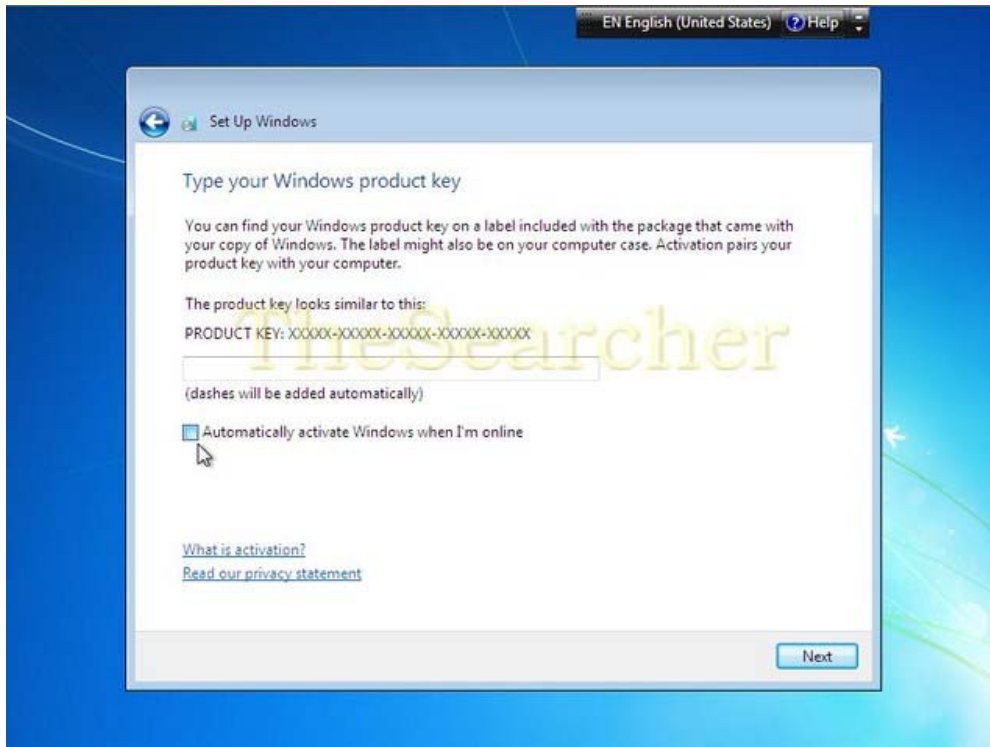 EN English (United States) ? Help
Set Up Windows
Type your Windows product key
You can find your Windows product key on a label included with the package that came with
your copy of Windows. The label might also be on your computer case. Activation pairs your
product key with your computer.
The product key looks similar to this:
PRODUCT KEY: XXXXX-XXXXX-XXXXX-XXXXX-XXXXX
TheSearcher
(dashes will be added automatically)
Automatically activate Windows when I'm online
What is activation?
Read our privacy statement
Next